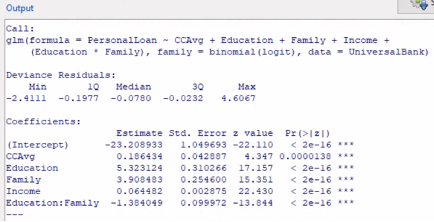 Output
Call:
glm(formula = PersonalLoan ~ CCAvg + Education + Family + Income +
    (Education * Family), family = binomial(logit), data = UniversalBank)
Deviance Residuals:
    Min      1Q  Median      3Q     Max
-2.4111 -0.1977 -0.0780 -0.0232  4.6067
Coefficients:
                 Estimate Std. Error z value Pr(>|z|)
(Intercept)    -23.208933   1.049693 -22.110  < 2e-16 ***
CCAvg            0.186434   0.042887   4.347 0.0000138 ***
Education        5.323124   0.310266  17.157  < 2e-16 ***
Family           3.908483   0.254600  15.351  < 2e-16 ***
Income           0.064482   0.002875  22.430  < 2e-16 ***
Education:Family -1.384049   0.099972 -13.844  < 2e-16 ***
---